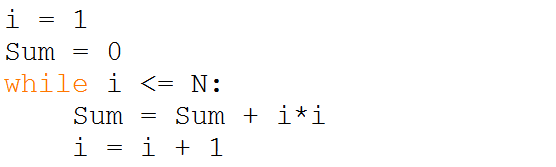 i = 1
Sum = 0
while i <= N:
    Sum = Sum + i*i
    i = i + 1